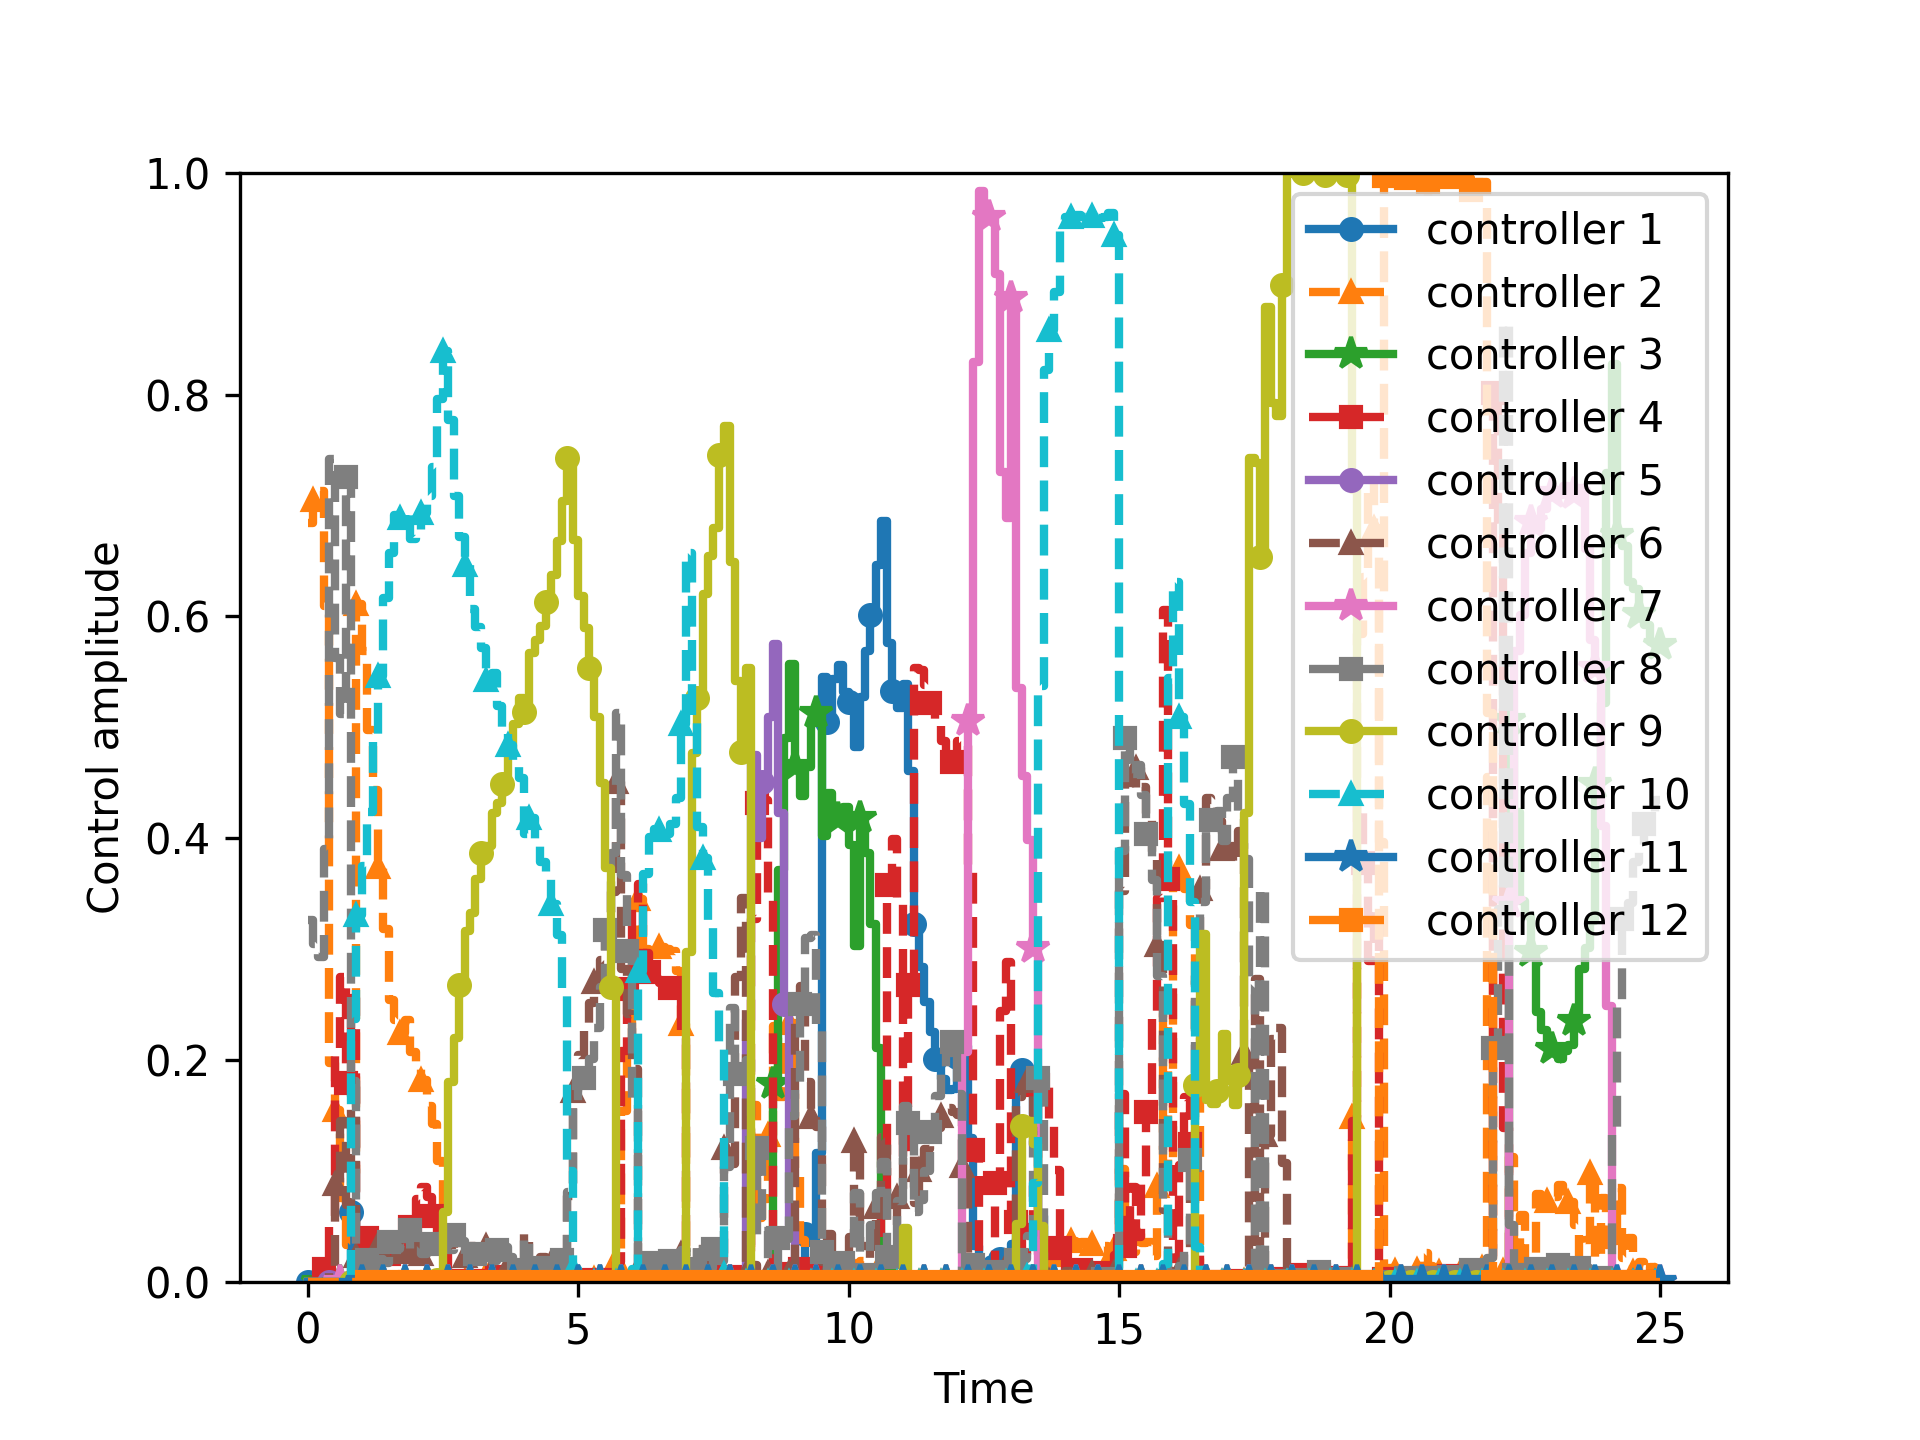 1.0
0.8
0.6
0.4
0.2
0.0
Control amplitude
0 5 10 15 20 25
Time
controller 1
controller 2
controller 3
controller 4
controller 5
controller 6
controller 7
controller 8
controller 9
controller 10
controller 11
controller 12